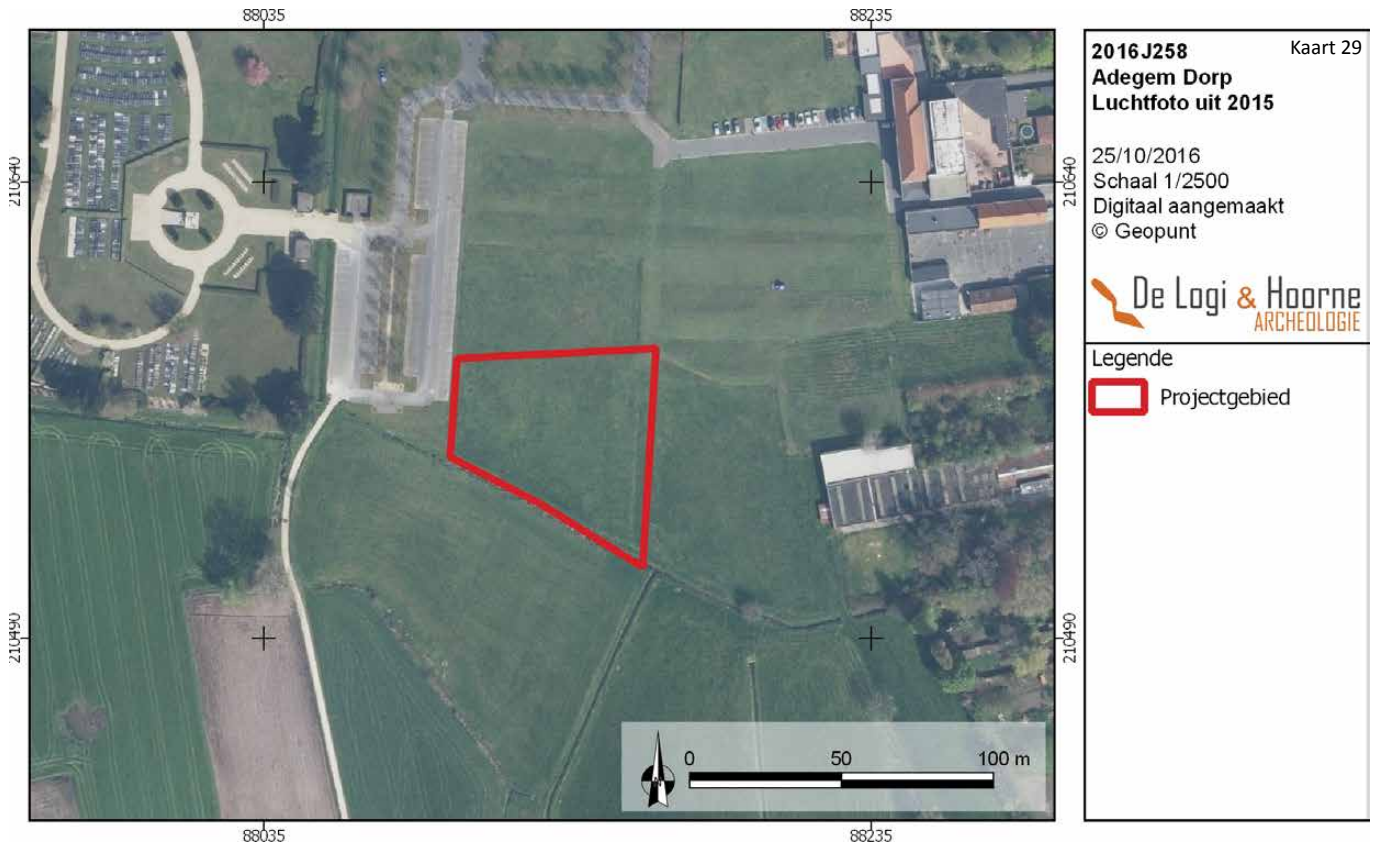 88035 88235
2016J258 Kaart 29
Adegem Dorp
Luchtfoto uit 2015
25/10/2016
Schaal 1/2500
Digitaal aangemaakt
© Geopunt
De Logi & Hoorne
ARCHEOLOGIE
Legende
Projectgebied
210640 210640
210490 210490
0 50 100 m
88035 88235